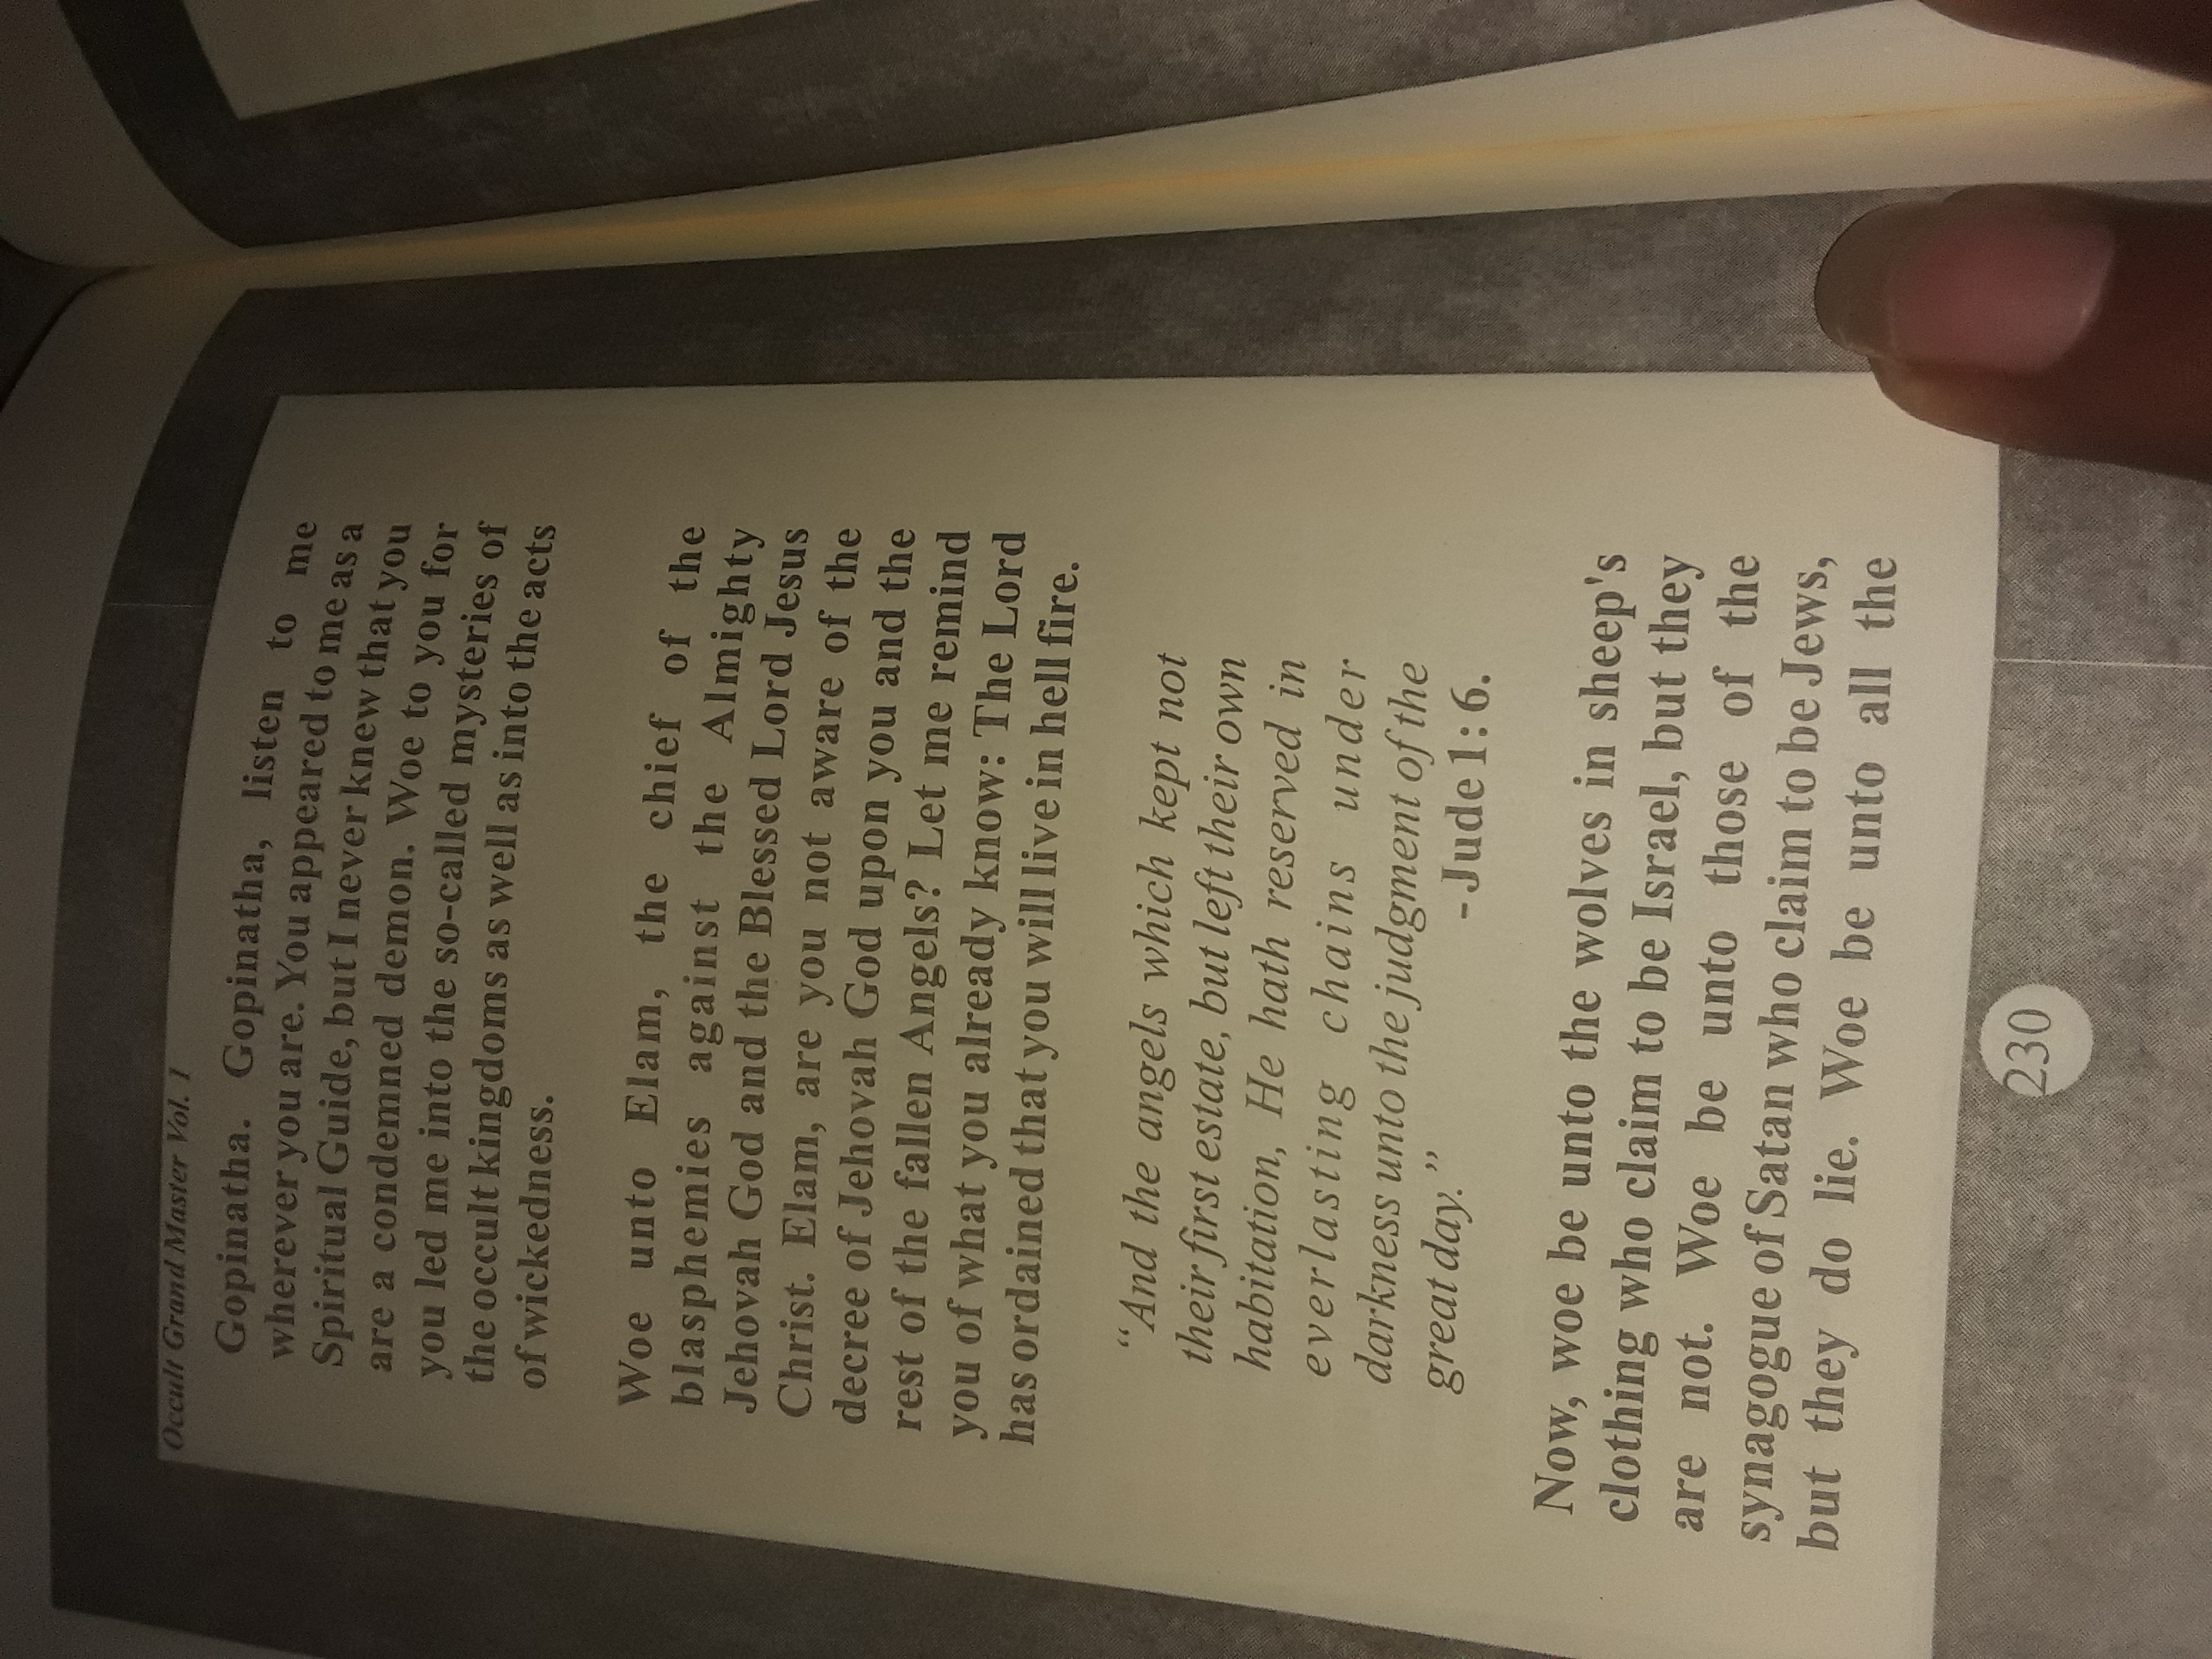 Occult Grand Master Vol. 1
Gopinatha. Gopinatha, listen to me
wherever you are. You appeared to me as a
Spiritual Guide, but I never knew that you
are a condemned demon. Woe to you for
you led me into the so-called mysteries of
the occult kingdoms as well as into the acts
of wickedness.
Woe unto Elam, the chief of the
blasphemies against the Almighty
Jehovah God and the Blessed Lord Jesus
Christ. Elam, are you not aware of the
decree of Jehovah God upon you and the
rest of the fallen Angels? Let me remind
you of what you already know: The Lord
has ordained that you will live in hell fire.
“And the angels which kept not
their first estate, but left their own
habitation, He hath reserved in
everlasting chains under
darkness unto the judgment of the
great day.”
- Jude 1: 6.
Now, woe be unto the wolves in sheep's
clothing who claim to be Israel, but they
are not. Woe be unto those of the
synagogue of Satan who claim to be Jews,
but they do lie. Woe be unto all the
230